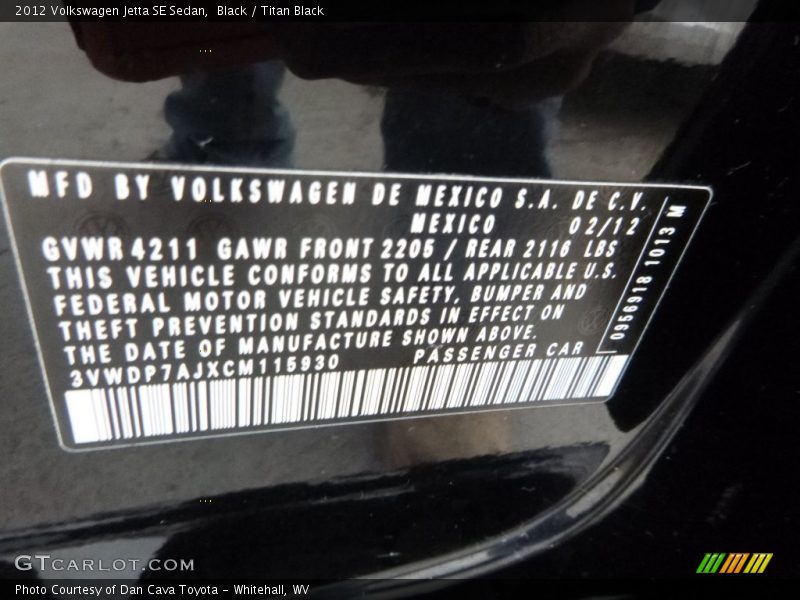 2012 Volkswagen Jetta SE Sedan,  Black / Titan Black
MFD BY VOLKSWAGEN DE MEXICO S.A. DE C.V.
MEXICO 02/12
GVWR 4211 GAWR FRONT 2205 / REAR 2116 LBS
THIS VEHICLE CONFORMS TO ALL APPLICABLE U.S.
FEDERAL MOTOR VEHICLE SAFETY, BUMPER AND
THEFT PREVENTION STANDARDS IN EFFECT ON
THE DATE OF MANUFACTURE SHOWN ABOVE.
3VWDP7AJXCM115930 PASSENGER CAR
0956918 1013 M
GTCARLOT.COM
Photo Courtesy of Dan Cava Toyota - Whitehall, WV